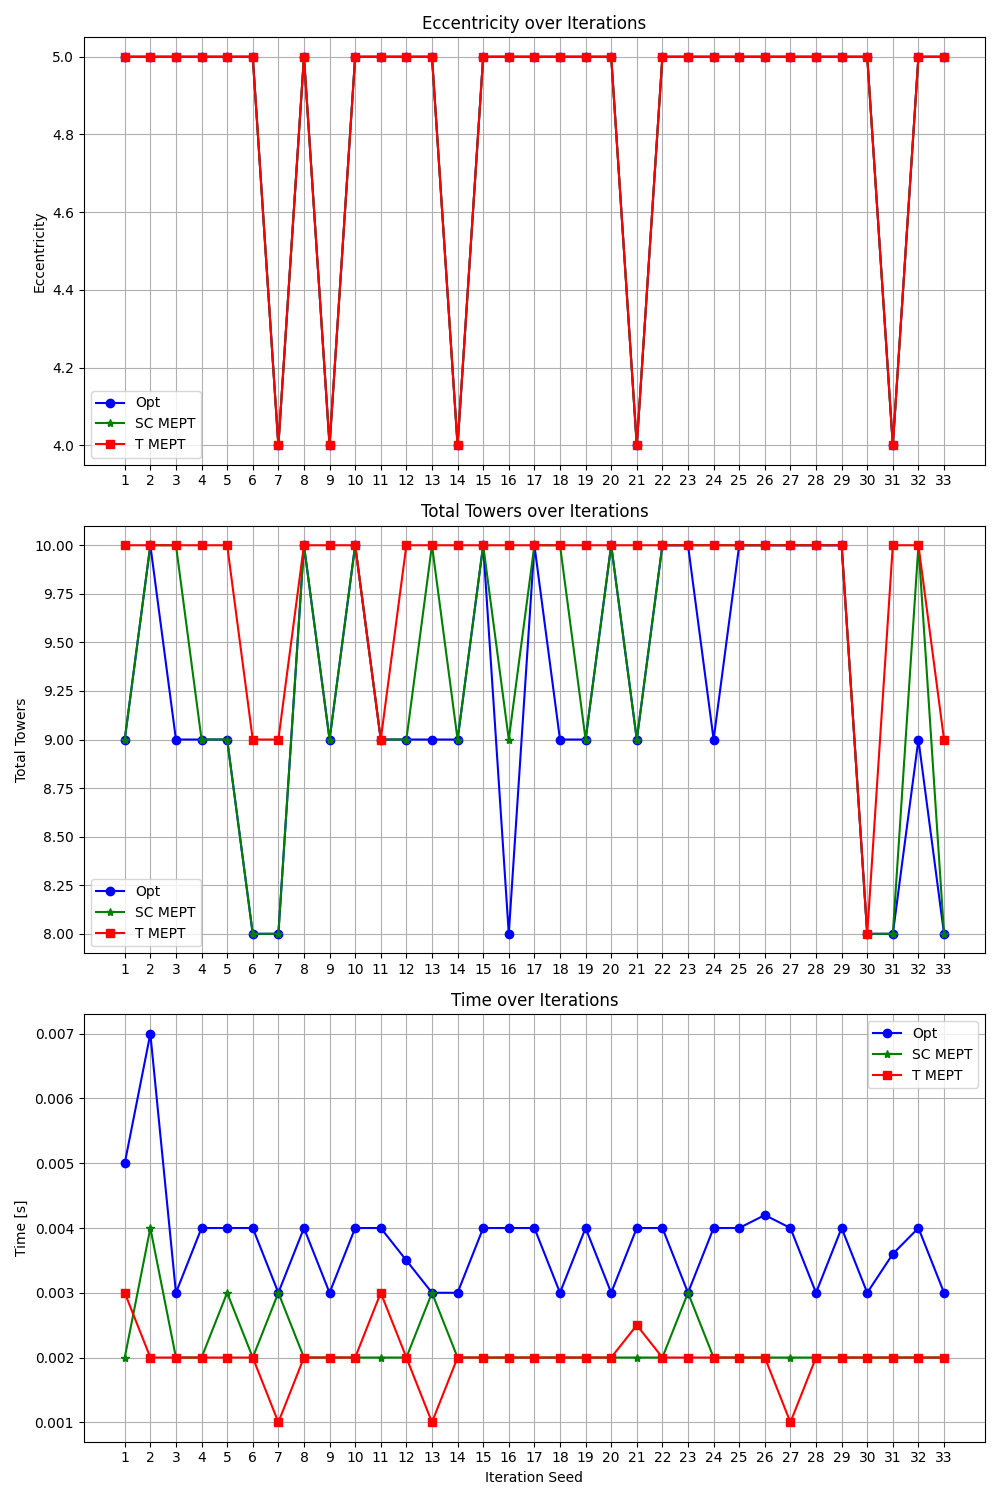 Eccentricity over Iterations
Eccentricity
5.0
4.8
4.6
4.4
4.2
4.0
Opt
SC MEPT
T MEPT
1 2 3 4 5 6 7 8 9 10 11 12 13 14 15 16 17 18 19 20 21 22 23 24 25 26 27 28 29 30 31 32 33
Total Towers over Iterations
Total Towers
10.00
9.75
9.50
9.25
9.00
8.75
8.50
8.25
8.00
Opt
SC MEPT
T MEPT
1 2 3 4 5 6 7 8 9 10 11 12 13 14 15 16 17 18 19 20 21 22 23 24 25 26 27 28 29 30 31 32 33
Time over Iterations
Time [s]
0.007
0.006
0.005
0.004
0.003
0.002
0.001
Opt
SC MEPT
T MEPT
1 2 3 4 5 6 7 8 9 10 11 12 13 14 15 16 17 18 19 20 21 22 23 24 25 26 27 28 29 30 31 32 33
Iteration Seed